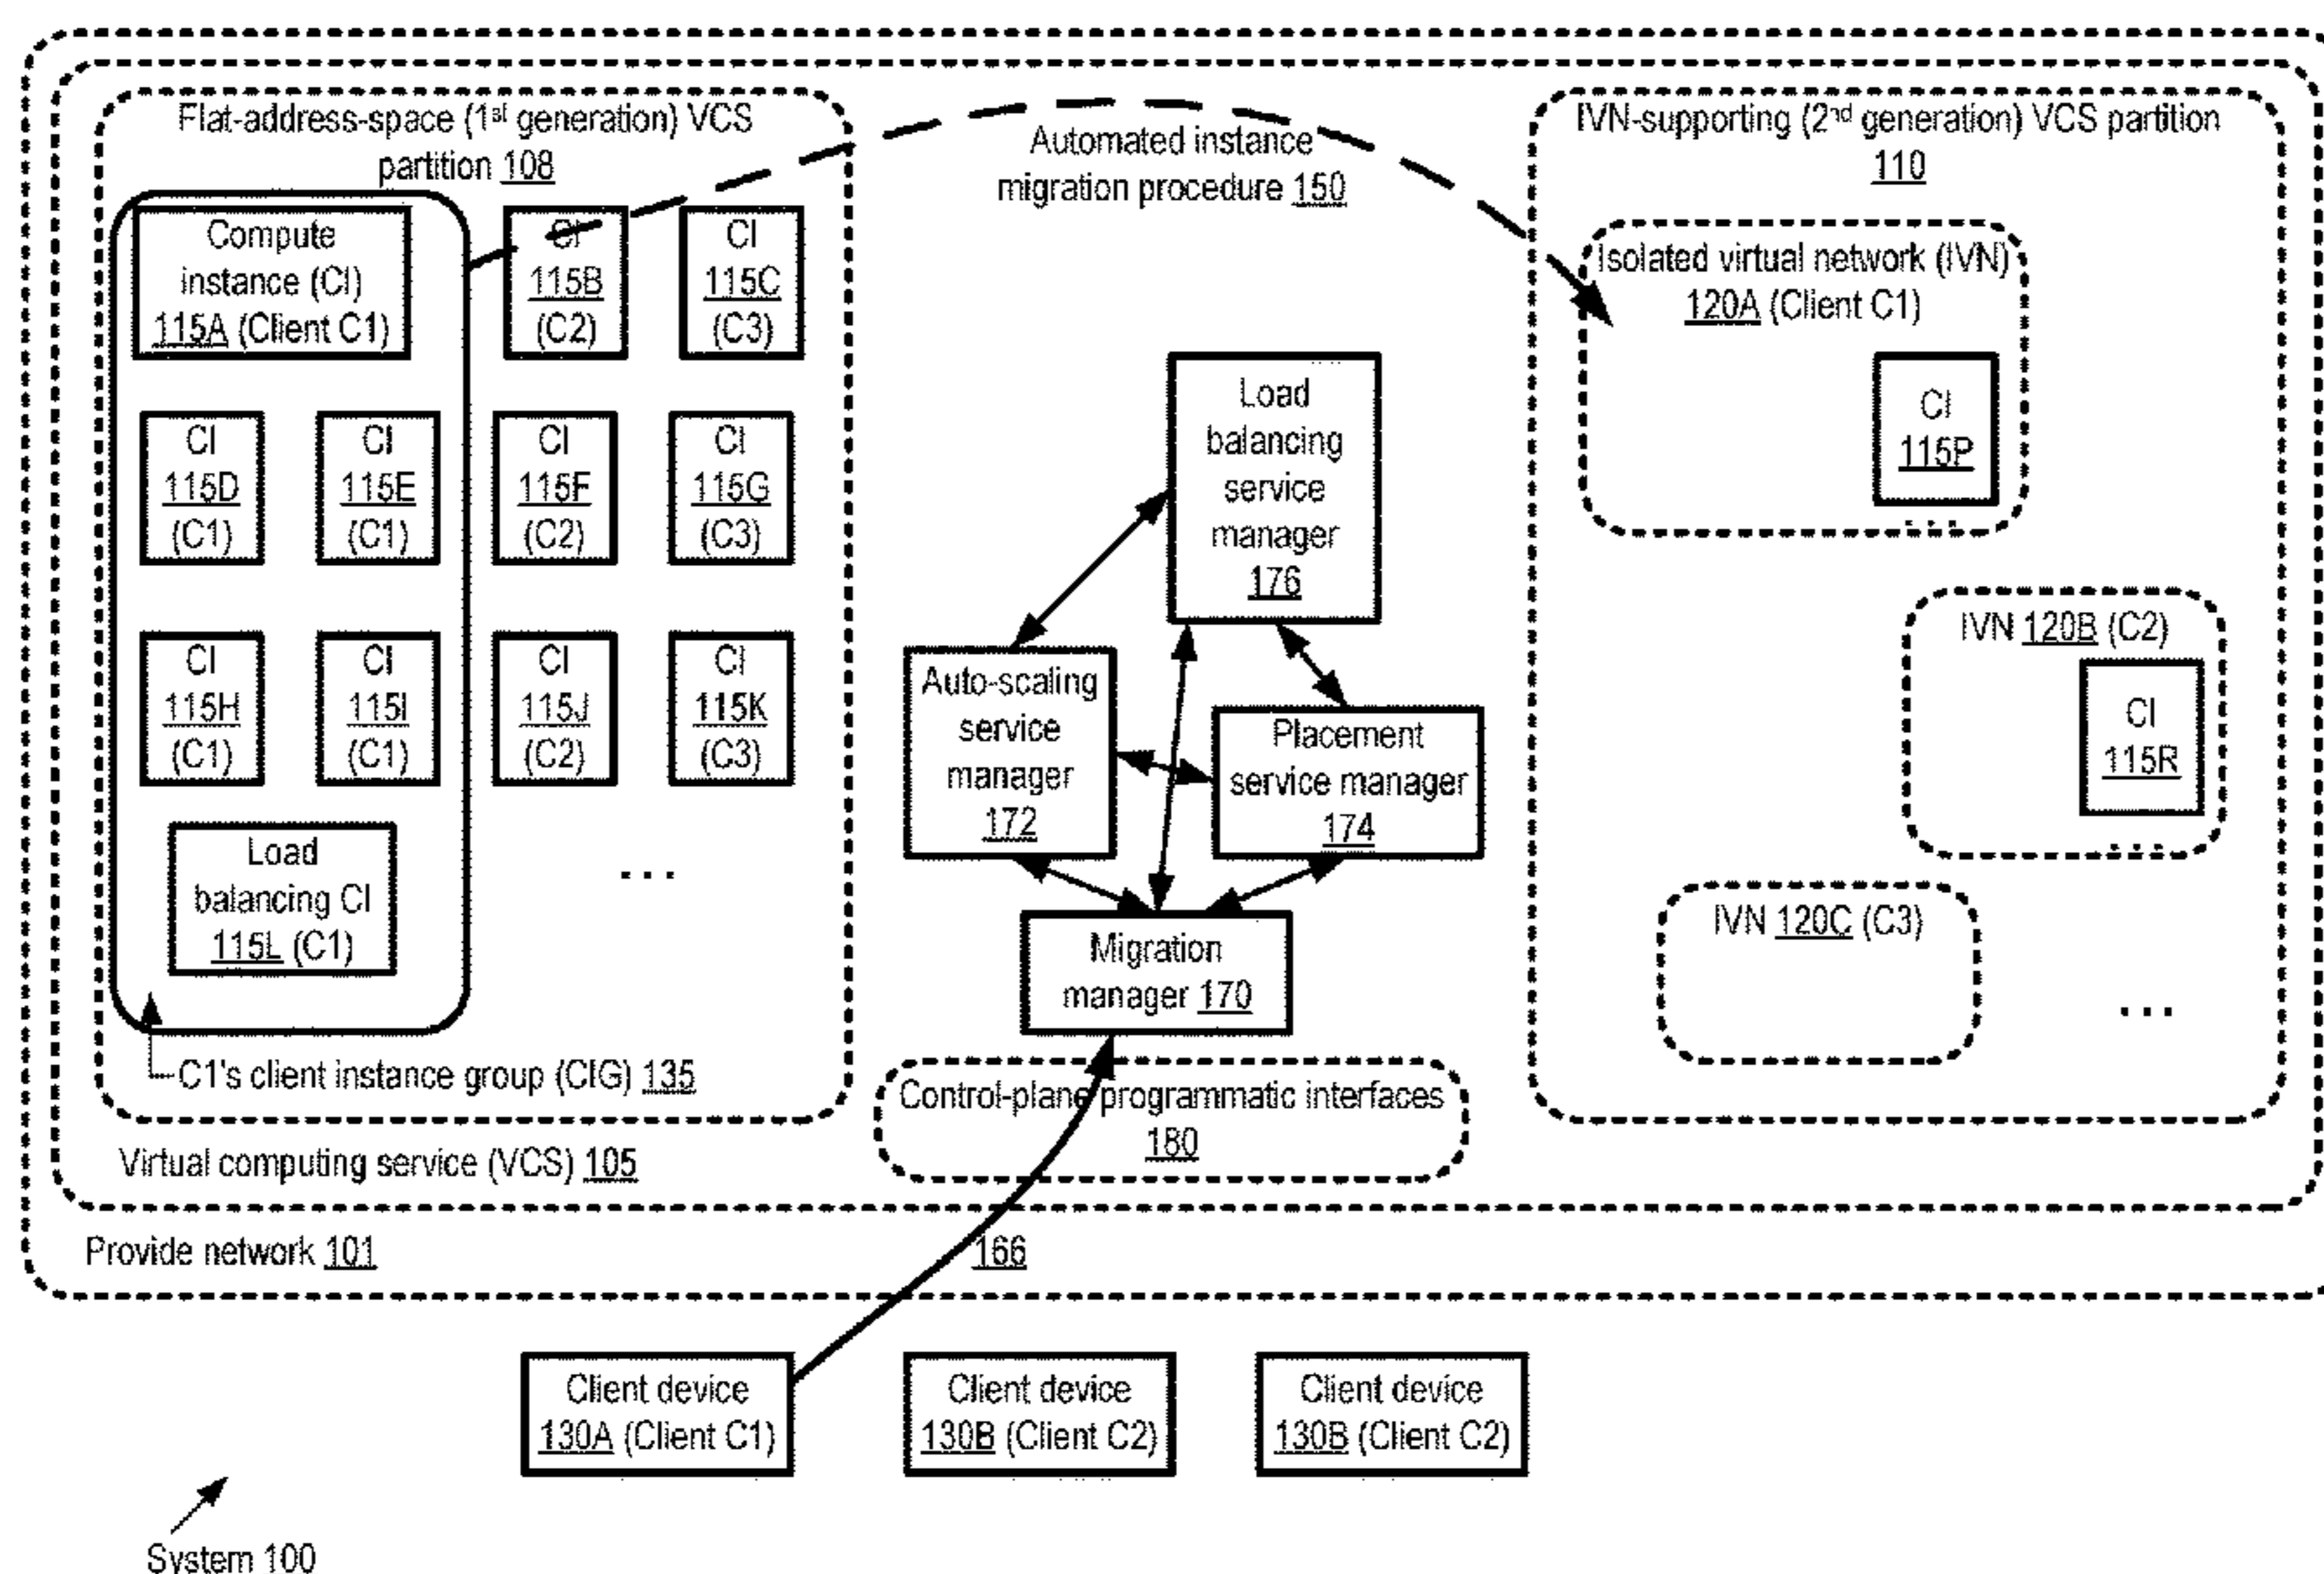 Flat-address-space (1st generation) VCS
partition 108
Compute
instance (CI)
115A (Client C1)
CI
115B
(C2)
CI
115C
(C3)
CI
115D
(C1)
CI
115E
(C1)
CI
115F
(C2)
CI
115G
(C3)
CI
115H
(C1)
CI
115I
(C1)
CI
115J
(C2)
CI
115K
(C3)
Load
balancing CI
115L (C1)
...
C1's client instance group (CIG) 135
Virtual computing service (VCS) 105
Provide network 101
Automated instance
migration procedure 150
Load
balancing
service
manager
176
Auto-scaling
service
manager
172
Placement
service manager
174
Migration
manager 170
Control-plane programmatic interfaces
180
166
IVN-supporting (2nd generation) VCS partition
110
Isolated virtual network (IVN)
120A (Client C1)
CI
115P
...
IVN 120B (C2)
CI
115R
...
IVN 120C (C3)
...
Client device
130A (Client C1)
Client device
130B (Client C2)
Client device
130B (Client C2)
System 100